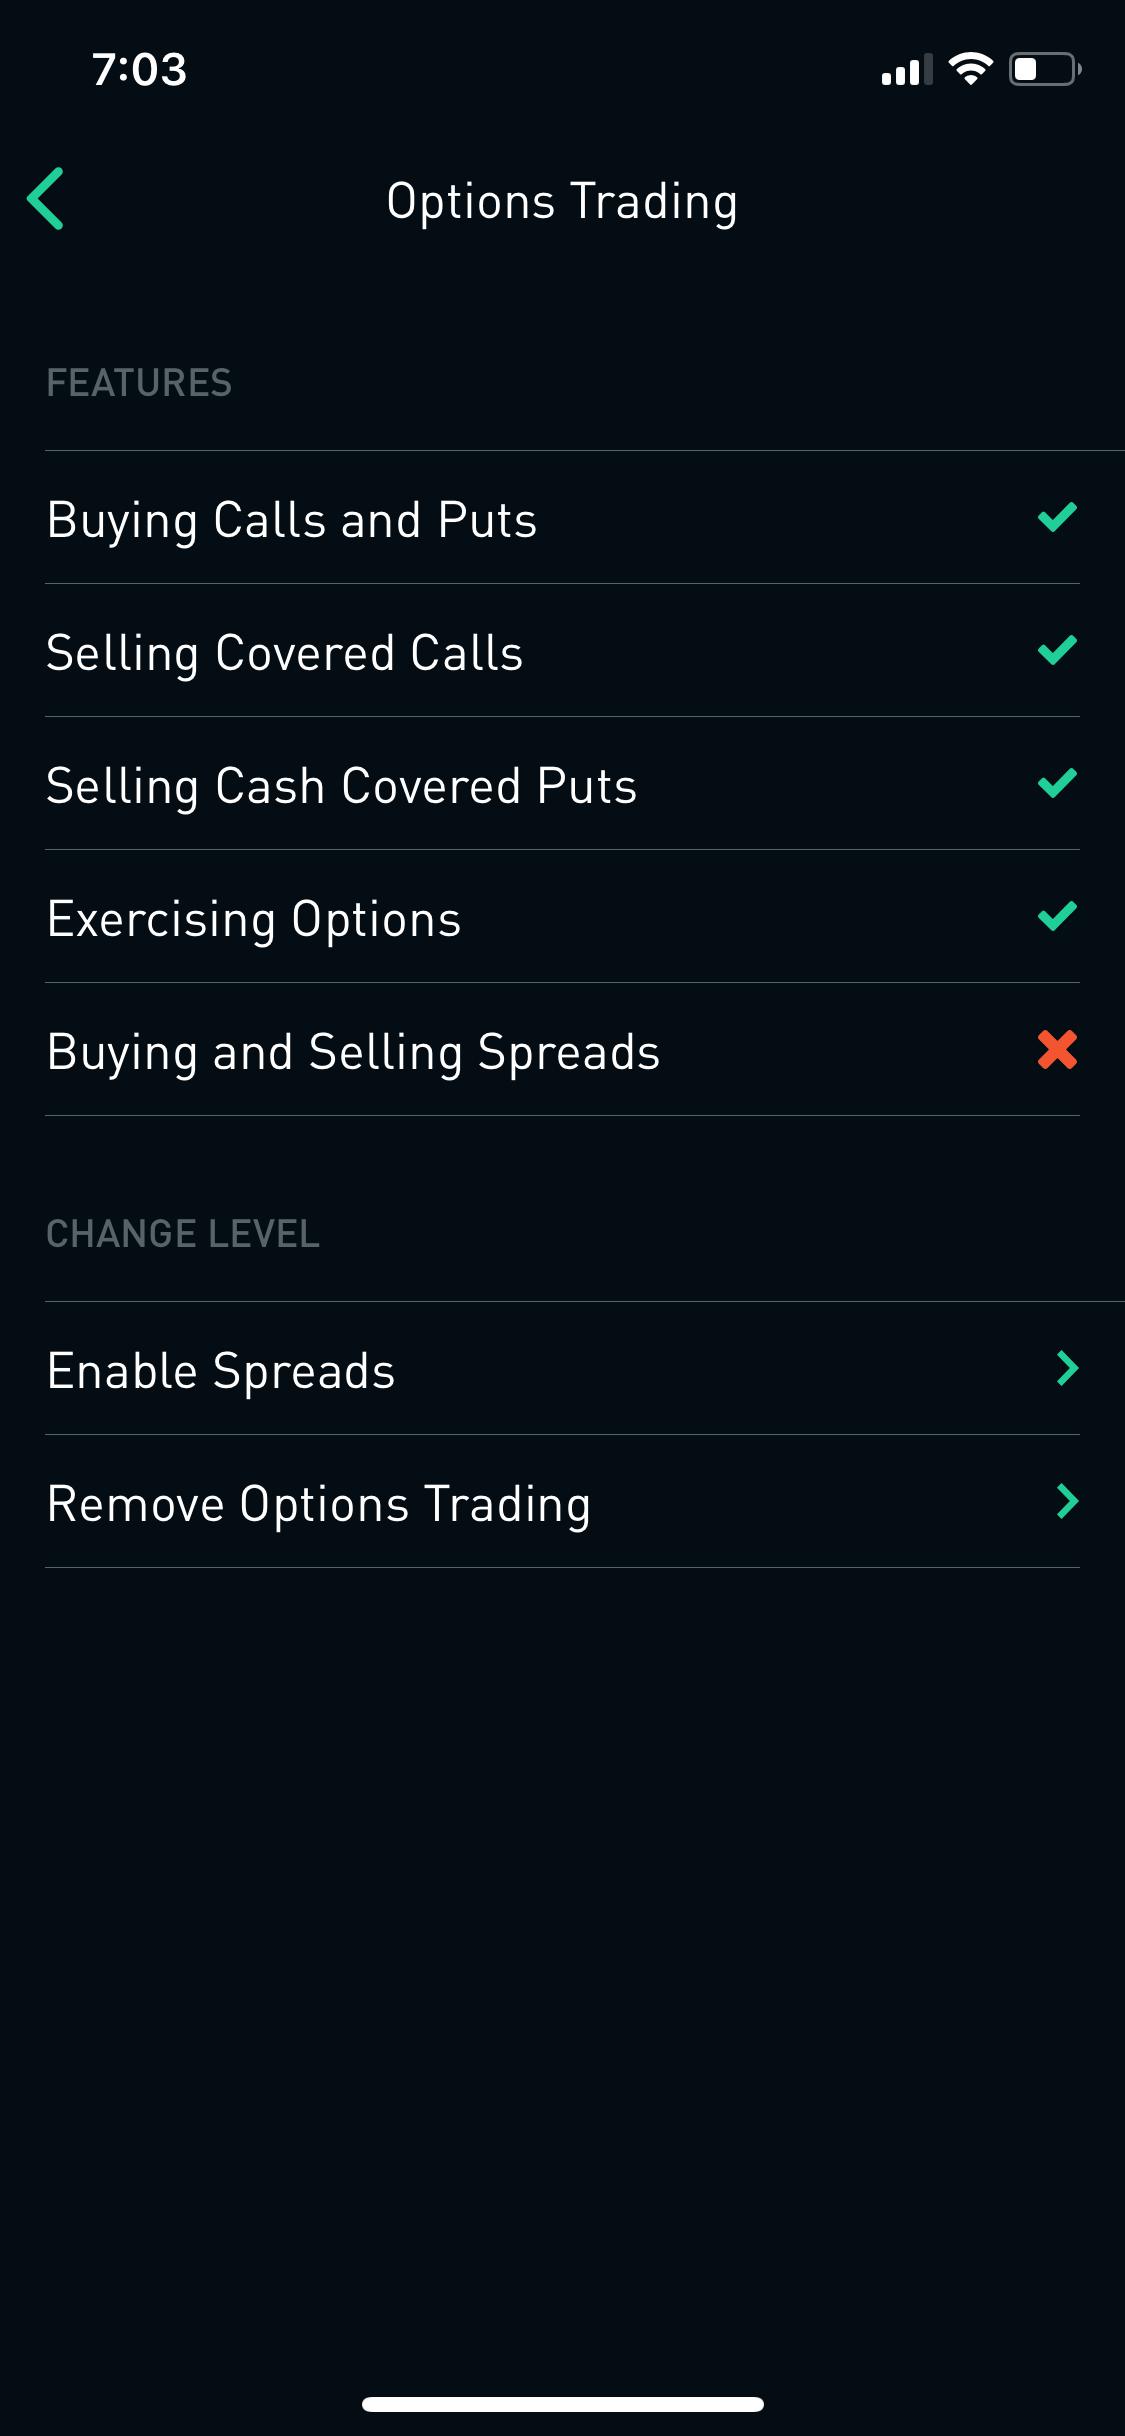 7:03
Options Trading
FEATURES
Buying Calls and Puts
Selling Covered Calls
Selling Cash Covered Puts
Exercising Options
Buying and Selling Spreads
CHANGE LEVEL
Enable Spreads
Remove Options Trading